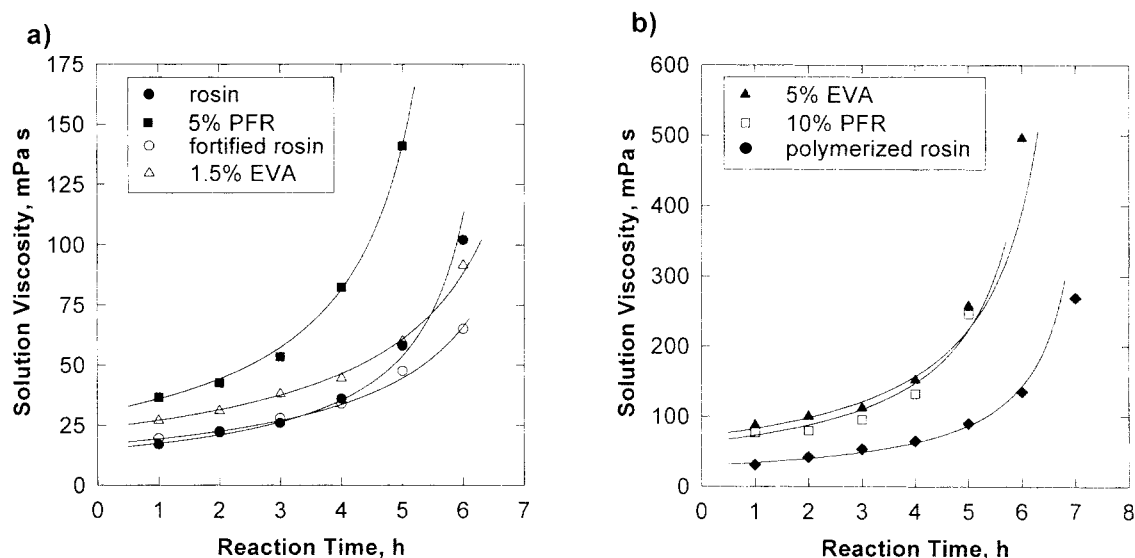 a)
175
150
125
100
75
50
25
0
Solution Viscosity, mPa s
rosin
5% PFR
fortified rosin
1.5% EVA
0 1 2 3 4 5 6 7
Reaction Time, h
b)
600
500
400
300
200
100
0
Solution Viscosity, mPa s
5% EVA
10% PFR
polymerized rosin
0 1 2 3 4 5 6 7 8
Reaction Time, h